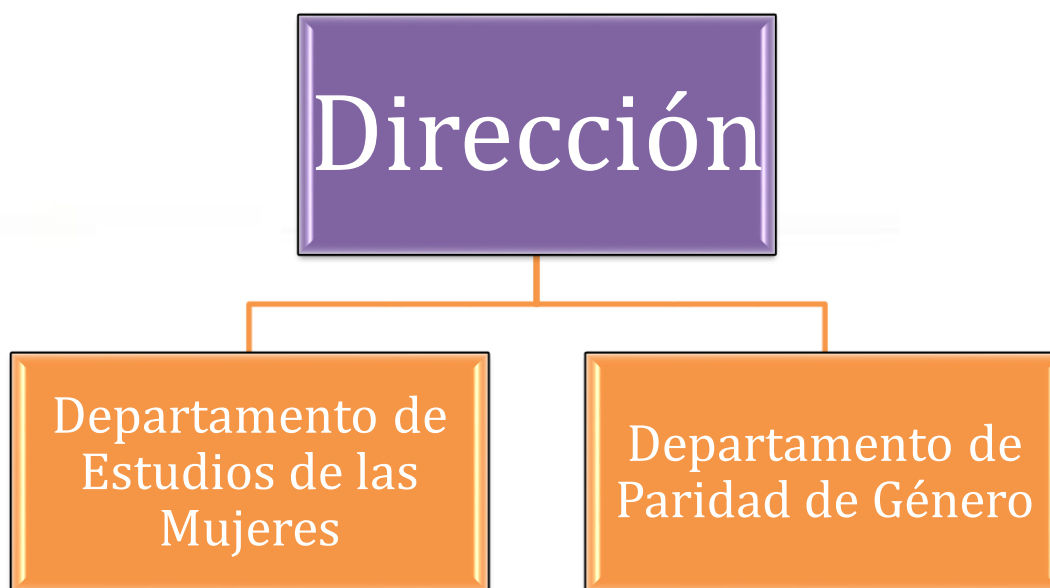 Dirección
Departamento de
Estudios de las
Mujeres
Departamento de
Paridad de Género